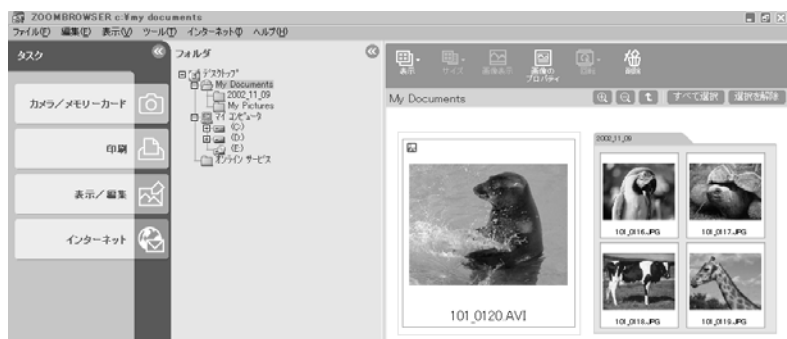 ZOOMBROWSER c:¥my documents
ファイル(F) 編集(E) 表示(V) ツール(T) インターネット(I) ヘルプ(H)
タスク
カメラ/メモリーカード
印刷
表示/編集
インターネット
フォルダ
デスクトップ
My Documents
2002_11_09
My Pictures
マイ コンピュータ
(C:)
(D:)
(E:)
オンライン サービス
表示 サイズ 画像表示 画像の プロパティ 回転 削除
My Documents すべて選択 選択を解除
101_0120.AVI
2002_11_09
101_0116.JPG 101_0117.JPG
101_0118.JPG 101_0119.JPG